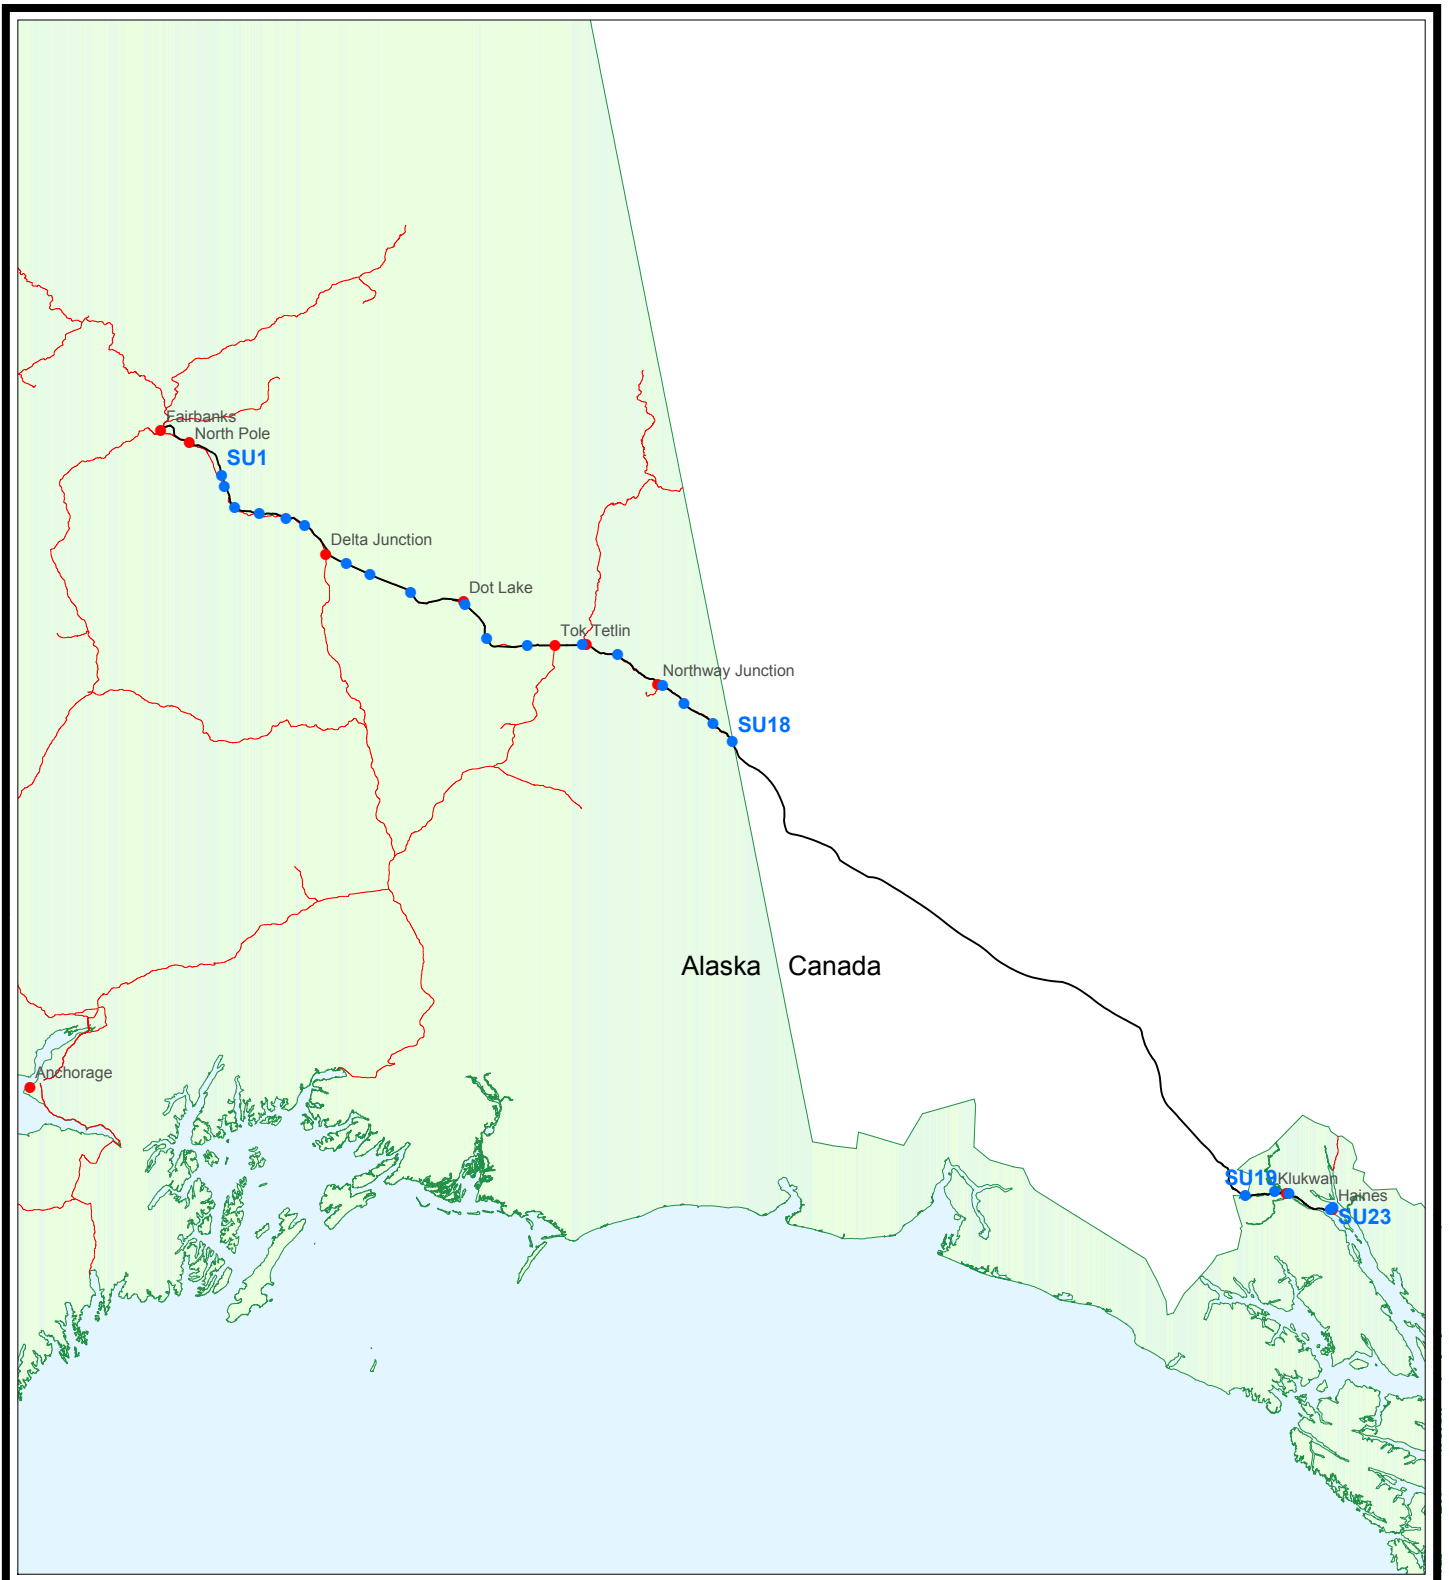 Fairbanks
North Pole
SU1
Delta Junction
Dot Lake
Tok Tetlin
Northway Junction
SU18
Alaska Canada
Anchorage
SU19 Klukwan
Haines
SU23